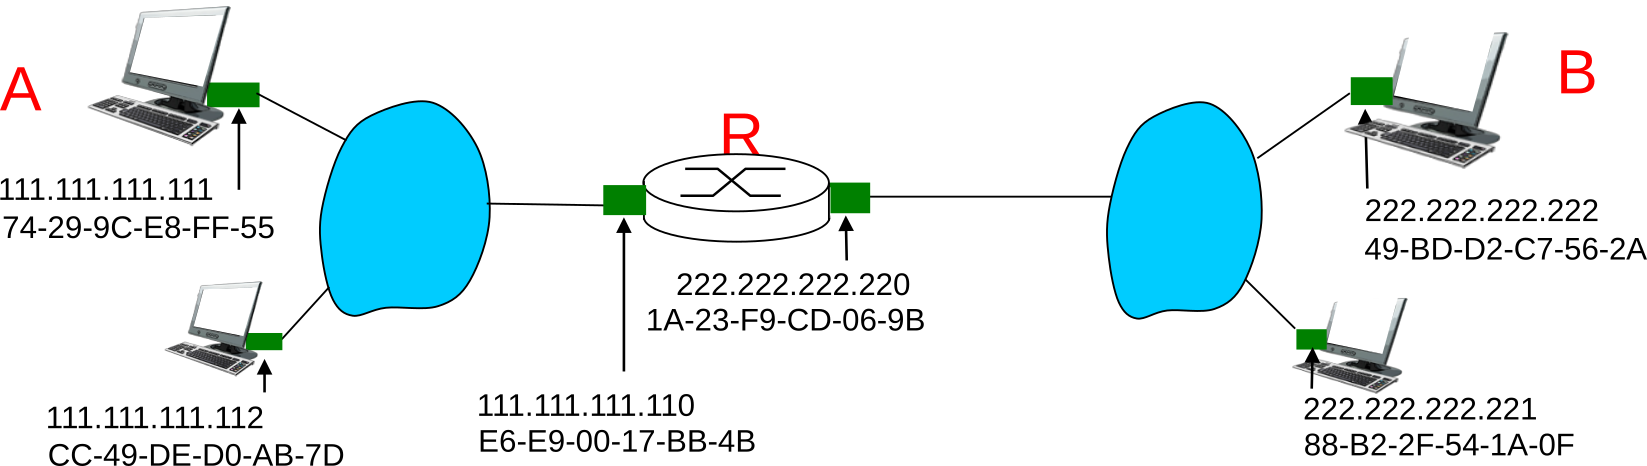 A
B
R
111.111.111.111
74-29-9C-E8-FF-55
222.222.222.222
49-BD-D2-C7-56-2A
222.222.222.220
1A-23-F9-CD-06-9B
111.111.111.112
CC-49-DE-D0-AB-7D
111.111.111.110
E6-E9-00-17-BB-4B
222.222.222.221
88-B2-2F-54-1A-0F